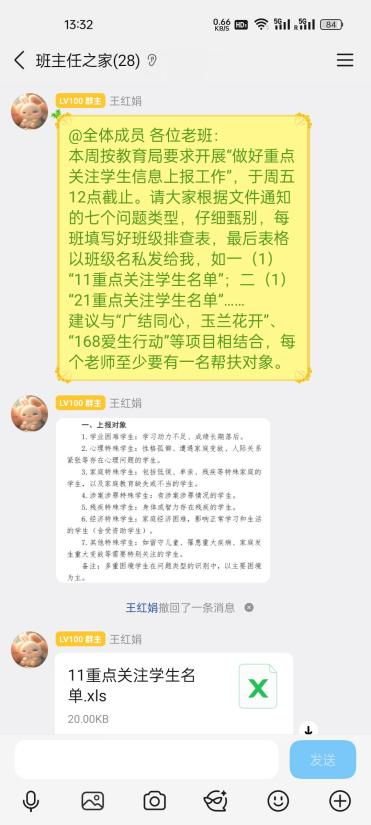 13:32
0.66
KB/S
HD
5G
5G
84
班主任之家(28)
LV100 群主 王红娟
@全体成员 各位老班：
本周按教育局要求开展“做好重点
关注学生信息上报工作”，于周五
12点截止。请大家根据文件通知
的七个问题类型，仔细甄别，每
班填写好班级排查表，最后表格
以班级名私发给我，如一（1）
“11重点关注学生名单”；二（1）
“21重点关注学生名单”……
建议与“广结同心，玉兰花开”、
“168爱生行动”等项目相结合，每
个老师至少要有一名帮扶对象。
LV100 群主 王红娟
一、上报对象
1.学业困难学生：学习动力不足、成绩长期落后。
2.心理特殊学生：性格孤僻、遭遇家庭变故、人际关系
紧张等存在心理问题的学生。
3.家庭特殊学生：包括低保、单亲、残疾等特殊家庭的
学生，以及家庭教育缺失或不当的学生。
4.涉案涉察特殊学生：有涉案涉察情况的学生。
5.残疾特殊学生：身体或智力存在残疾的学生。
6.经济特殊学生：家庭经济困难，影响正常学习和生活
的学生（含受资助学生）。
7.其他特殊学生：如留守儿童、罹患重大疾病、家庭发
生重大变故等需要特别关注的学生。
备注：多重困境学生在问题类型的识别中，以主要困境
为主。
王红娟撤回了一条消息
LV100 群主 王红娟
11重点关注学生名
单.xls
X
20.00KB
发送